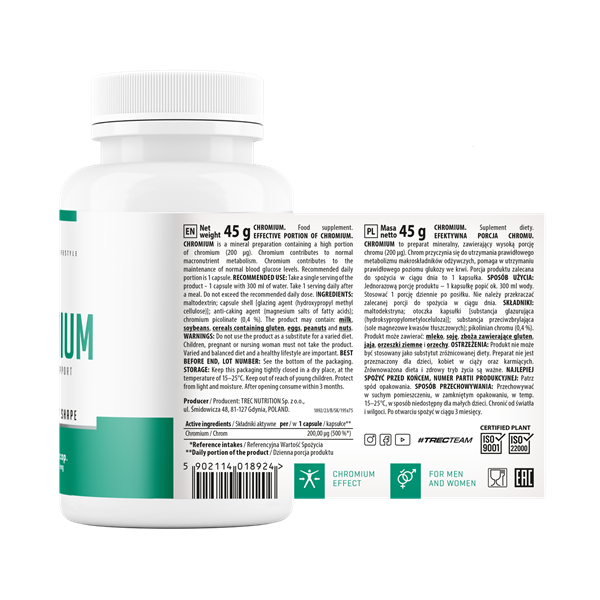 FESTYLE
IUM
PPORT
SHAPE
cap.
EN Net weight 45 g
CHROMIUM. Food supplement.
EFFECTIVE PORTION OF CHROMIUM.
CHROMIUM is a mineral preparation containing a high portion
of chromium (200 μg). Chromium contributes to normal
macronutrient metabolism. Chromium contributes to the
maintenance of normal blood glucose levels. Recommended daily
portion is 1 capsule. RECOMMENDED USE: Take a single serving of the
product - 1 capsule with 300 ml of water. Take 1 serving daily after
a meal. Do not exceed the recommended daily dose. INGREDIENTS:
maltodextrin; capsule shell [glazing agent (hydroxypropyl methyl
cellulose)]; anti-caking agent (magnesium salts of fatty acids);
chromium picolinate (0,4 %). The product may contain: milk,
soybeans, cereals containing gluten, eggs, peanuts and nuts.
WARNINGS: Do not use the product as a substitute for a varied diet.
Children, pregnant or nursing woman must not take the product.
Varied and balanced diet and a healthy lifestyle are important. BEST
BEFORE END, LOT NUMBER: See the bottom of the packaging.
STORAGE: Keep this packaging tightly closed in a dry place, at the
temperature of 15–25°C. Keep out of reach of young children. Protect
from light and moisture. After opening consume within 3 months.
Producer / Producent: TREC NUTRITION Sp. z o.o.,
ul. Śmidowicza 48, 81-127 Gdynia, POLAND.
Active ingredients / Składniki aktywne per / w 1 capsule / kapsułce*
Chromium / Chrom 200,00 μg (500 %*)
*Reference intakes / Referencyjna Wartość Spożycia
**Daily portion of the product / Dzienna porcja produktu
5 902114 018924 >
PL Masa netto 45 g
CHROMIUM. Suplement diety.
EFEKTYWNA PORCJA CHROMU.
CHROMIUM to preparat mineralny, zawierający wysoką porcję
chromu (200 μg). Chrom przyczynia się do utrzymania prawidłowego
metabolizmu makroskładników odżywczych, pomaga w utrzymaniu
prawidłowego poziomu glukozy we krwi. Porcja produktu zalecana
do spożycia w ciągu dnia to 1 kapsułka. SPOSÓB UŻYCIA:
Jednorazową porcję produktu – 1 kapsułkę popić ok. 300 ml wody.
Stosować 1 porcję dziennie po posiłku. Nie należy przekraczać
zalecanej porcji do spożycia w ciągu dnia. SKŁADNIKI:
maltodekstryna; otoczka kapsułki [substancja glazurująca
(hydroksypropylometyloceluloza)]; substancja przeciwzbrylająca
(sole magnezowe kwasów tłuszczowych); pikolinian chromu (0,4 %).
Produkt może zawierać: mleko, soję, zboża zawierające gluten,
jaja, orzeszki ziemne i orzechy. OSTRZEŻENIA: Produkt nie może
być stosowany jako substytut zróżnicowanej diety. Preparat nie jest
przeznaczony dla dzieci, kobiet w ciąży oraz karmiących.
Zrównoważona dieta i zdrowy tryb życia są ważne. NAJLEPIEJ
SPOŻYĆ PRZED KOŃCEM, NUMER PARTII PRODUKCYJNEJ: Patrz
spód opakowania. SPOSÓB PRZECHOWYWANIA: Przechowywać
w suchym pomieszczeniu, w zamkniętym opakowaniu, w temp.
15–25°C, w sposób niedostępny dla małych dzieci. Chronić od światła
i wilgoci. Po otwarciu spożyć w ciągu 3 miesięcy.
#TRECTEAM
CERTIFIED PLANT
ISO 9001
ISO 22000
CHROMIUM
EFFECT
FOR MEN
AND WOMEN
EAC